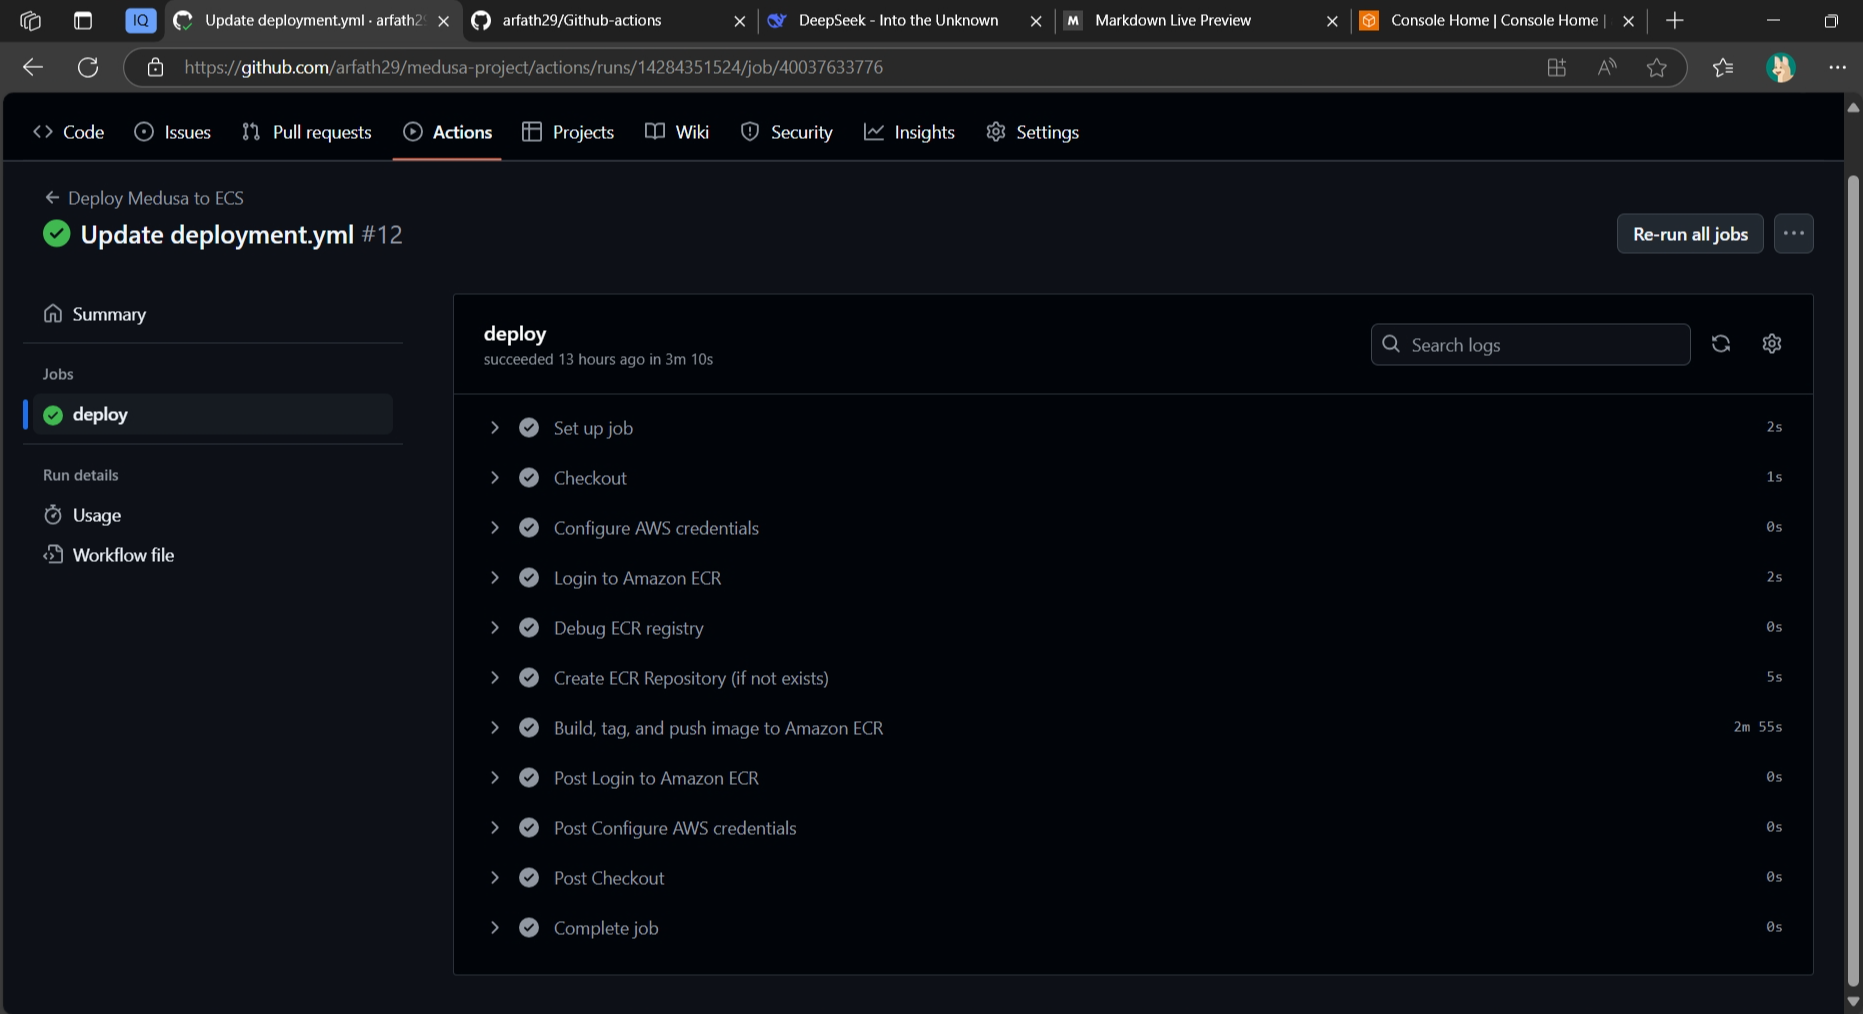 IQ
Update deployment.yml · arfath29
arfath29/Github-actions
DeepSeek - Into the Unknown
M
Markdown Live Preview
Console Home | Console Home |
https://github.com/arfath29/medusa-project/actions/runs/14284351524/job/40037633776
Code
Issues
Pull requests
Actions
Projects
Wiki
Security
Insights
Settings
Deploy Medusa to ECS
Update deployment.yml #12
Re-run all jobs
Summary
Jobs
deploy
Run details
Usage
Workflow file
deploy
succeeded 13 hours ago in 3m 10s
Search logs
Set up job 2s
Checkout 1s
Configure AWS credentials 0s
Login to Amazon ECR 2s
Debug ECR registry 0s
Create ECR Repository (if not exists) 5s
Build, tag, and push image to Amazon ECR 2m 55s
Post Login to Amazon ECR 0s
Post Configure AWS credentials 0s
Post Checkout 0s
Complete job 0s